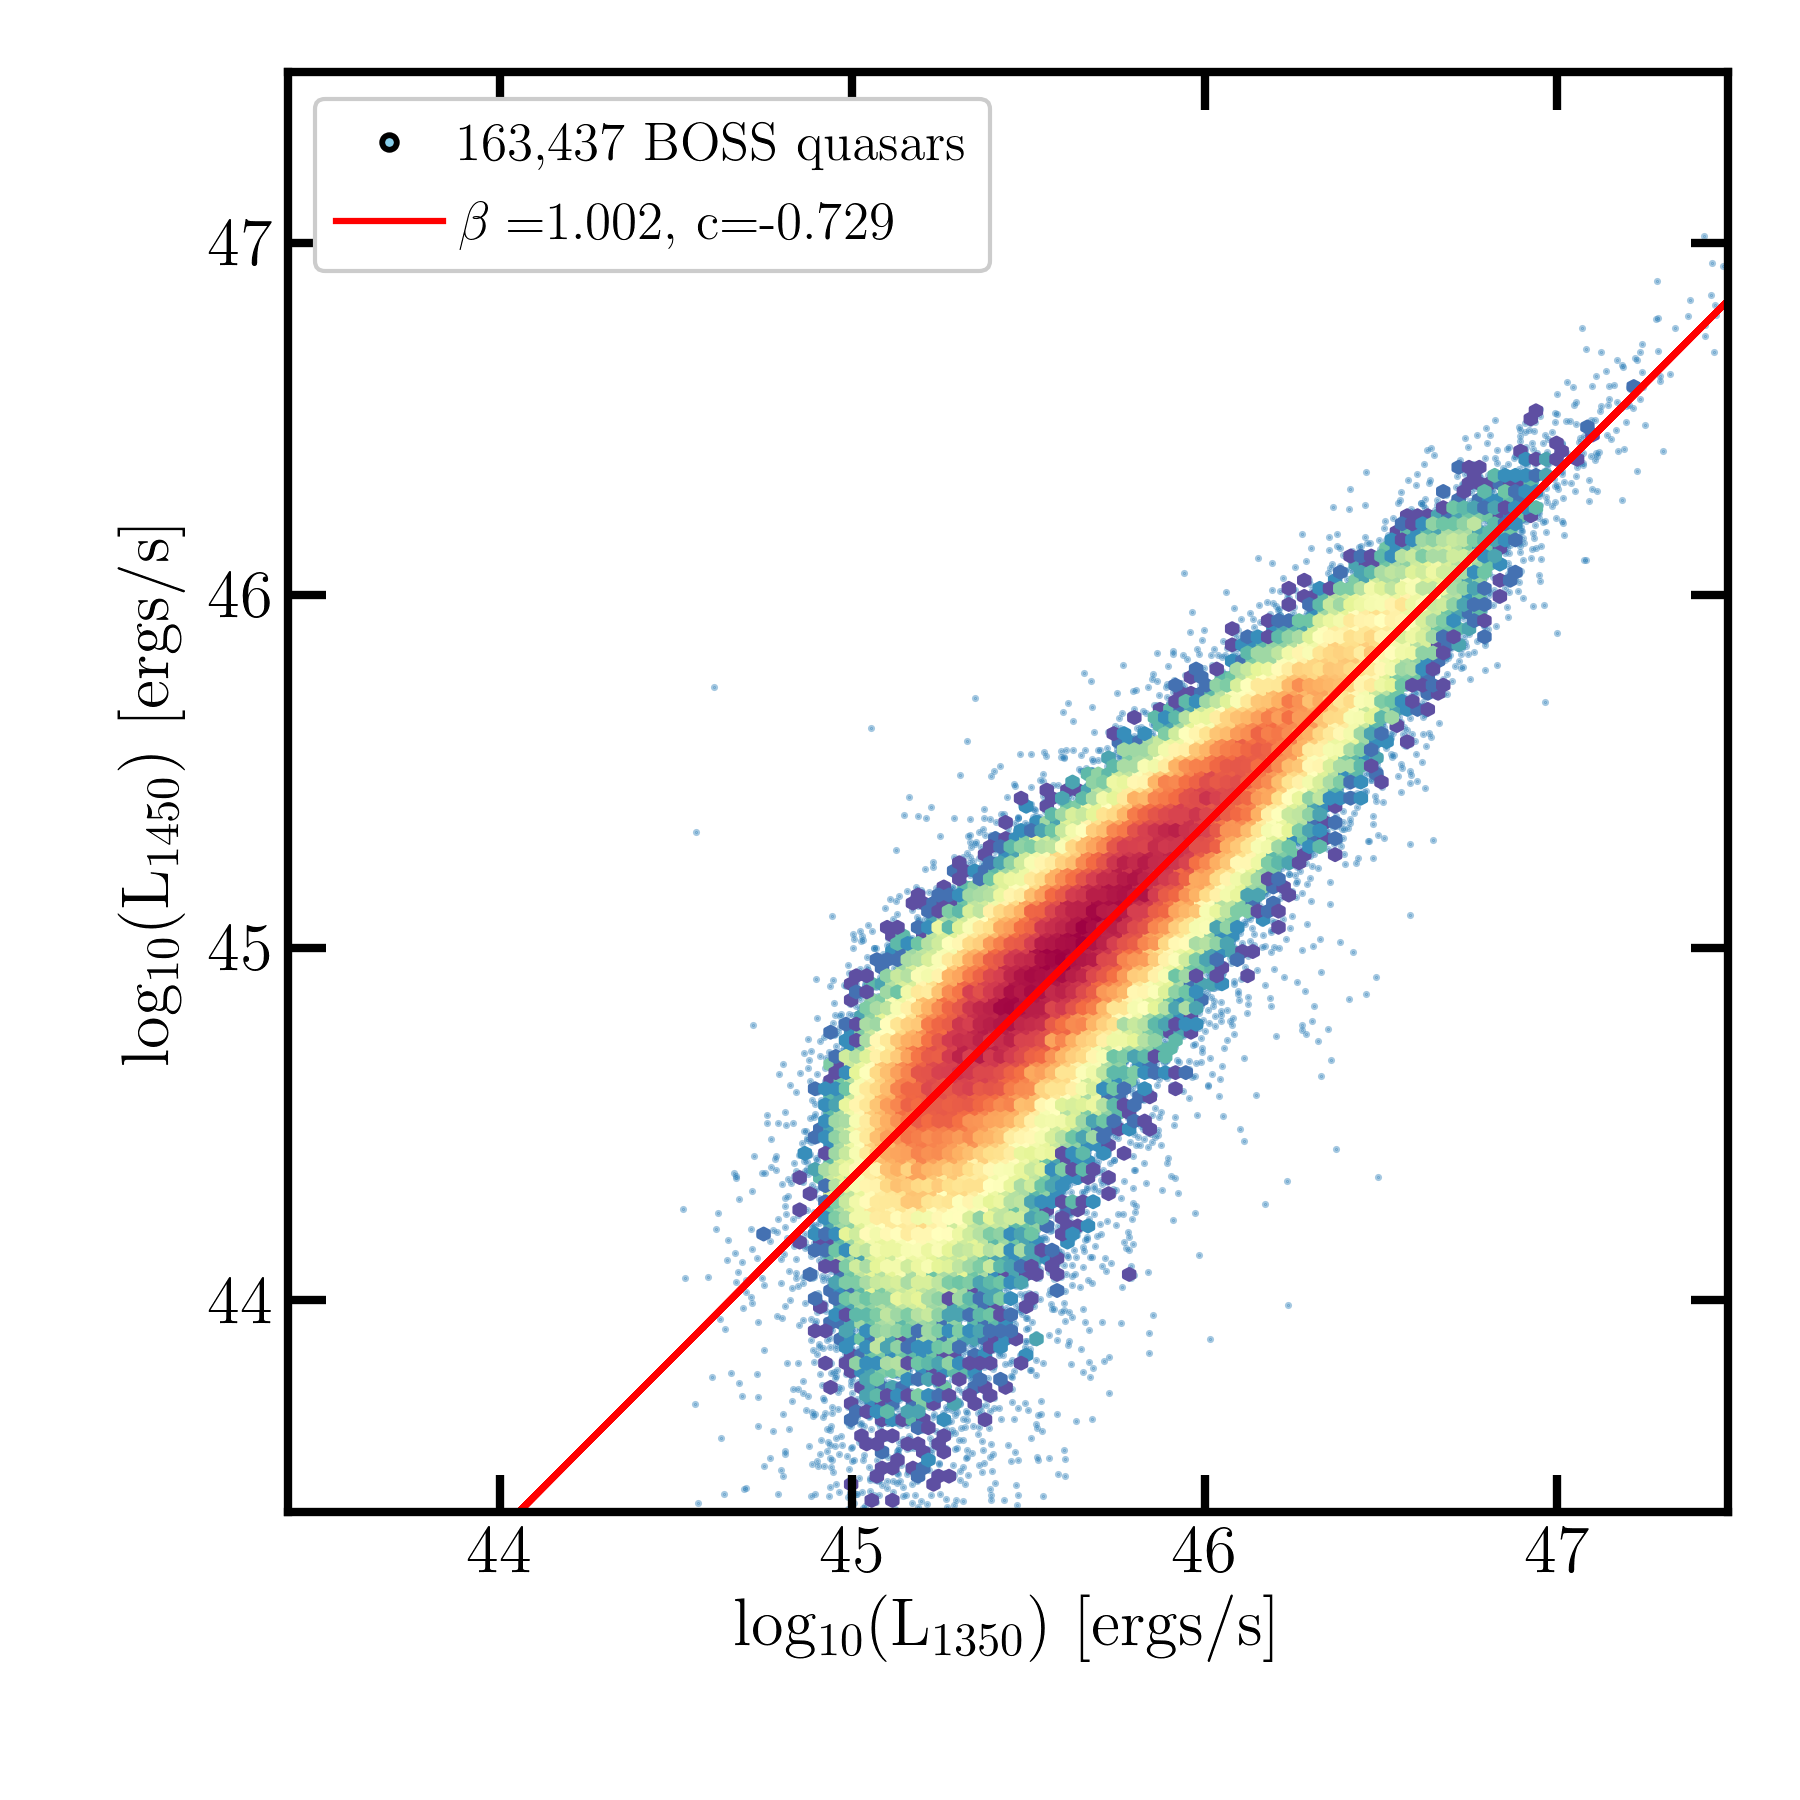 163,437 BOSS quasars
β =1.002, c=-0.729
47
46
45
44
log₁₀(L₁₄₅₀) [ergs/s]
44 45 46 47
log₁₀(L₁₃₅₀) [ergs/s]